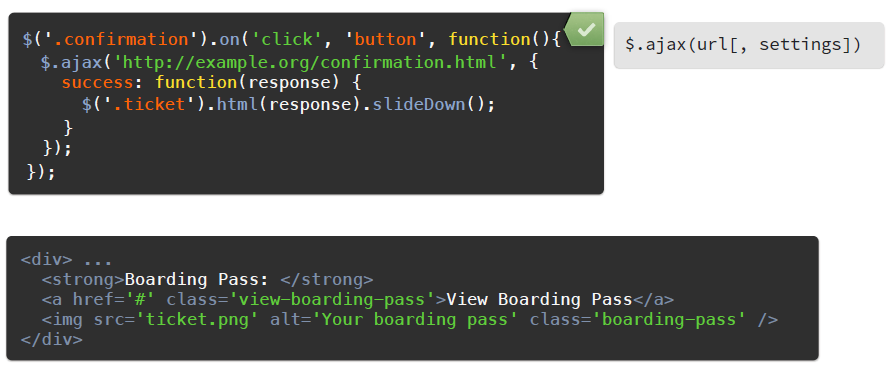 $('.confirmation').on('click', 'button', function(){
$.ajax('http://example.org/confirmation.html', {
success: function(response) {
$('.ticket').html(response).slideDown();
}
});
});
$.ajax(url[, settings])
<div> ...
<strong>Boarding Pass: </strong>
<a href='#' class='view-boarding-pass'>View Boarding Pass</a>
<img src='ticket.png' alt='Your boarding pass' class='boarding-pass' />
</div>